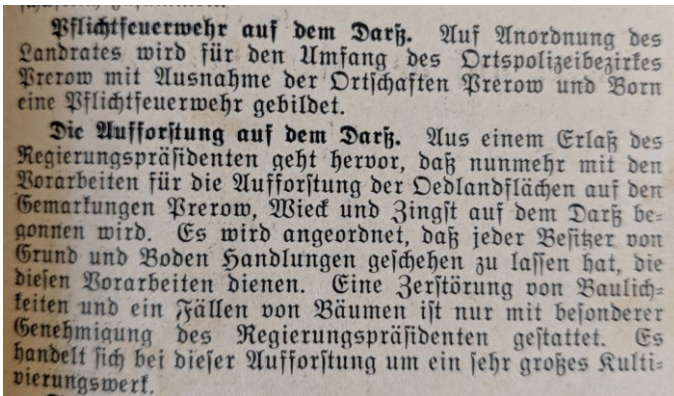 Pflichtfeuerwehr auf dem Darß. Auf Anordnung des
Landrates wird für den Umfang des Ortspolizeibezirkes
Prerow mit Ausnahme der Ortschaften Prerow und Born
eine Pflichtfeuerwehr gebildet.
Die Aufforstung auf dem Darß. Aus einem Erlaß des
Regierungspräsidenten geht hervor, daß nunmehr mit den
Vorarbeiten für die Aufforstung der Oedlandflächen auf den
Gemarkungen Prerow, Wieck und Zingst auf dem Darß be-
gonnen wird. Es wird angeordnet, daß jeder Besitzer von
Grund und Boden Handlungen geschehen zu lassen hat, die
diesen Vorarbeiten dienen. Eine Zerstörung von Baulich-
keiten und ein Fällen von Bäumen ist nur mit besonderer
Genehmigung des Regierungspräsidenten gestattet. Es
handelt sich bei dieser Aufforstung um ein sehr großes Kulti-
vierungswerk.